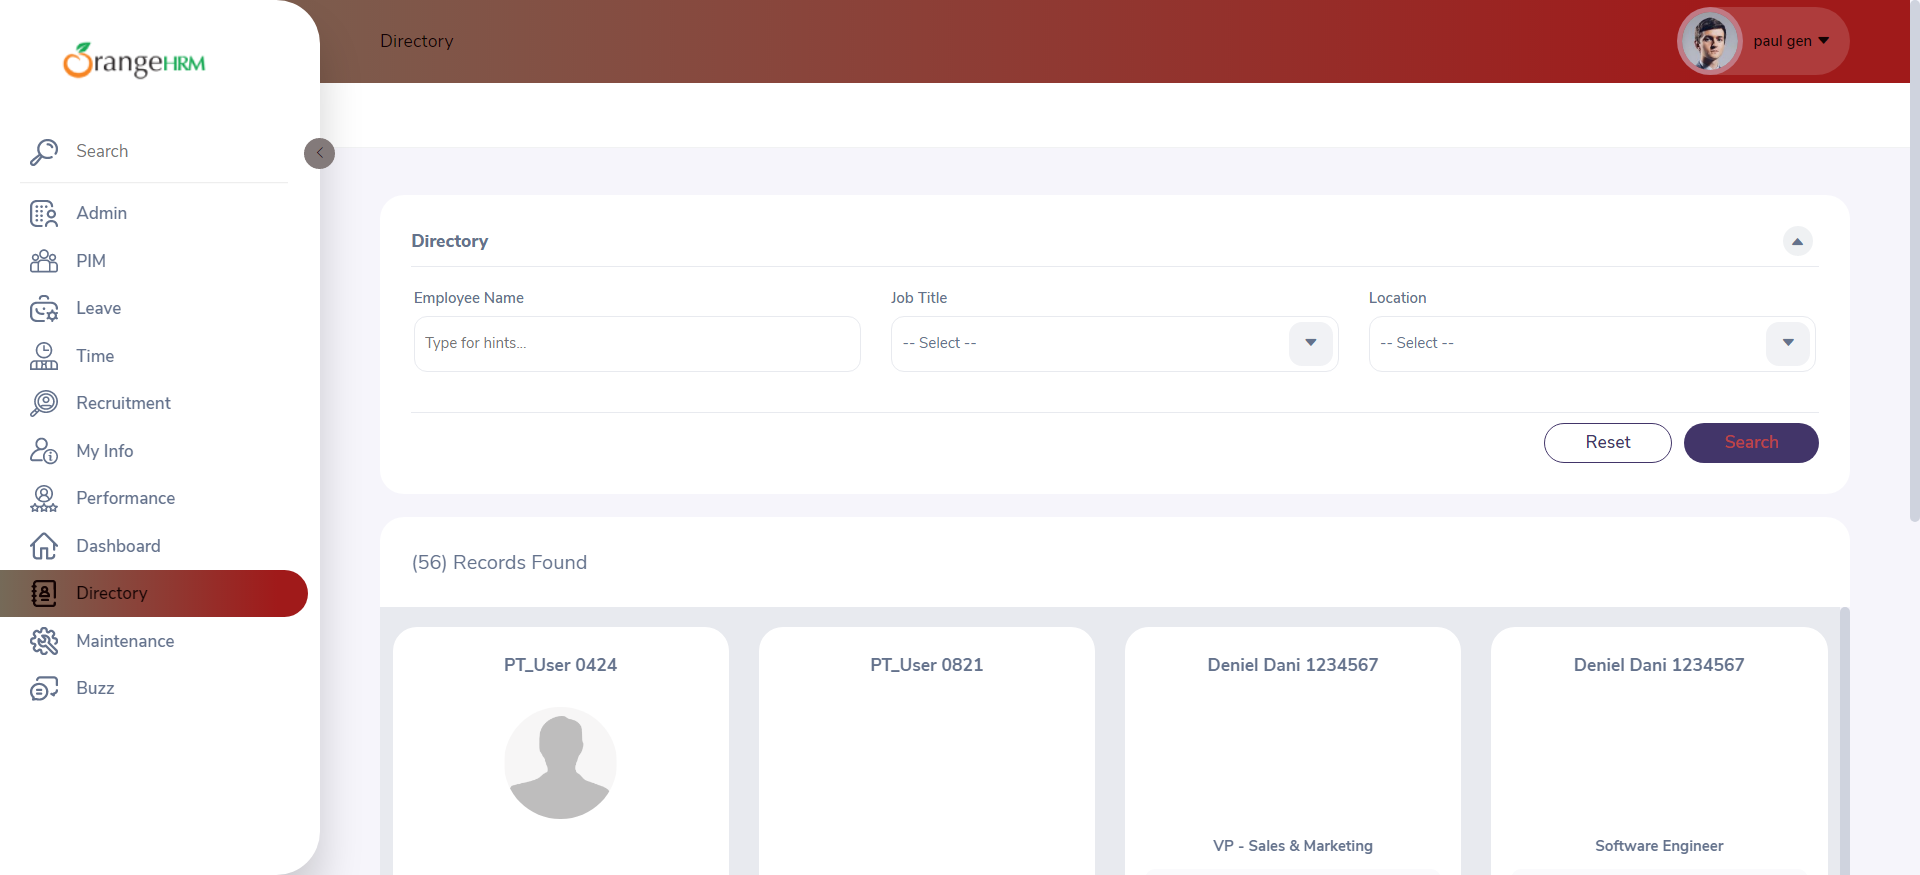 OrangeHRM
Search
Admin
PIM
Leave
Time
Recruitment
My Info
Performance
Dashboard
Directory
Maintenance
Buzz
Directory
paul gen
Directory
Employee Name
Job Title
Location
Type for hints...
-- Select --
-- Select --
Reset
Search
(56) Records Found
PT_User 0424
PT_User 0821
Deniel Dani 1234567
Deniel Dani 1234567
VP - Sales & Marketing
Software Engineer